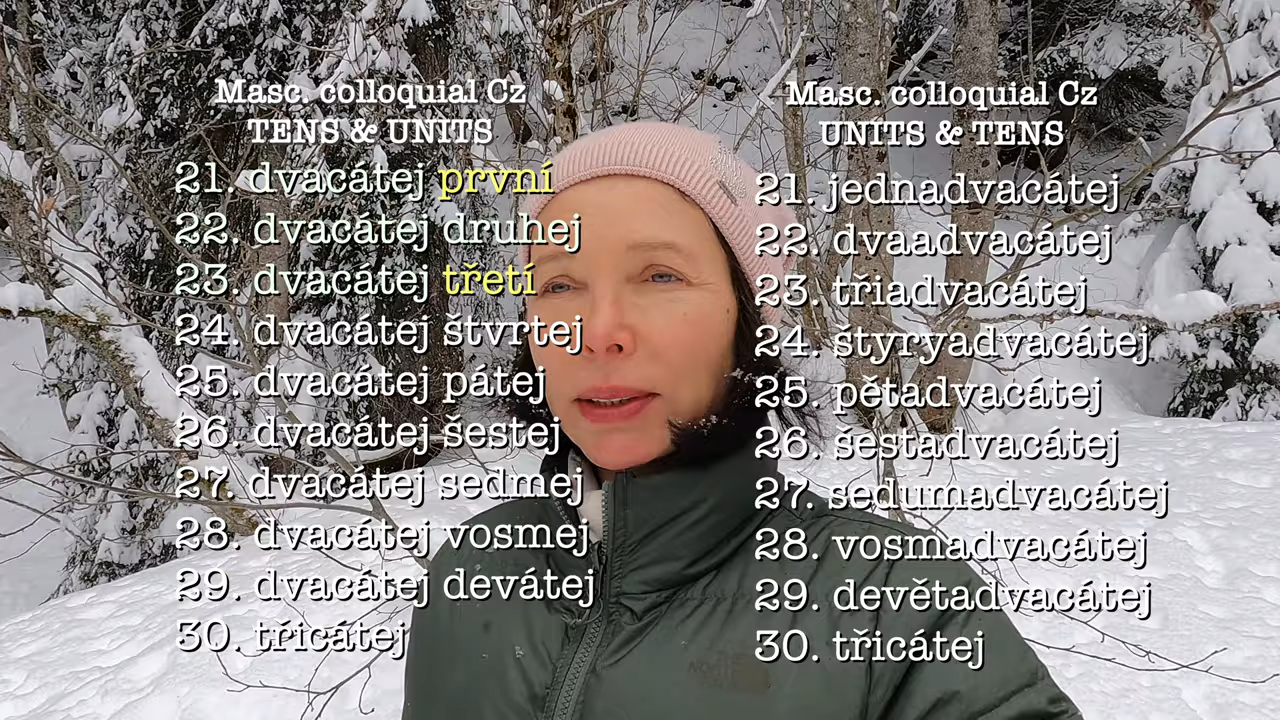 Masc. colloquial Cz
TENS & UNITS
21. dvacátej první
22. dvacátej druhej
23. dvacátej třetí
24. dvacátej štvrtej
25. dvacátej pátej
26. dvacátej šestej
27. dvacátej sedmej
28. dvacátej vosmej
29. dvacátej devátej
30. třicátej
Masc. colloquial Cz
UNITS & TENS
21. jednadvacátej
22. dvaadvacátej
23. třiadvacátej
24. štyryadvacátej
25. pětadvacátej
26. šestadvacátej
27. sedumadvacátej
28. vosmadvacátej
29. devětadvacátej
30. třicátej